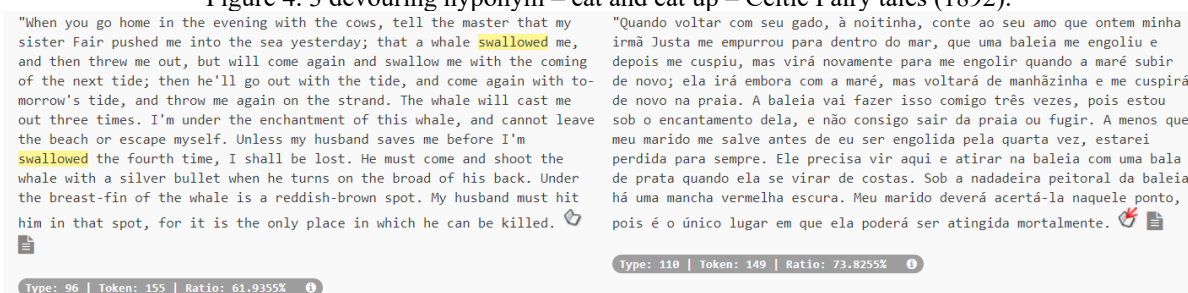 Figure 4. 3 devouring hyponym – eat and eat up – Celtic Fairy tales (1892).
"When you go home in the evening with the cows, tell the master that my
sister Fair pushed me into the sea yesterday; that a whale swallowed me,
and then threw me out, but will come again and swallow me with the coming
of the next tide; then he'll go out with the tide, and come again with to-
morrow's tide, and throw me again on the strand. The whale will cast me
out three times. I'm under the enchantment of this whale, and cannot leave
the beach or escape myself. Unless my husband saves me before I'm
swallowed the fourth time, I shall be lost. He must come and shoot the
whale with a silver bullet when he turns on the broad of his back. Under
the breast-fin of the whale is a reddish-brown spot. My husband must hit
him in that spot, for it is the only place in which he can be killed.
Type: 96 | Token: 155 | Ratio: 61.9355%
"Quando voltar com seu gado, à noitinha, conte ao seu amo que ontem minha
irmã Justa me empurrou para dentro do mar, que uma baleia me engoliu e
depois me cuspiu, mas virá novamente para me engolir quando a maré subir
de novo; ela irá embora com a maré, mas voltará de manhãzinha e me cuspirá
de novo na praia. A baleia vai fazer isso comigo três vezes, pois estou
sob o encantamento dela, e não consigo sair da praia ou fugir. A menos que
meu marido me salve antes de eu ser engolida pela quarta vez, estarei
perdida para sempre. Ele precisa vir aqui e atirar na baleia com uma bala
de prata quando ela se virar de costas. Sob a nadadeira peitoral da baleia
há uma mancha vermelha escura. Meu marido deverá acertá-la naquele ponto,
pois é o único lugar em que ela poderá ser atingida mortalmente.
Type: 110 | Token: 149 | Ratio: 73.8255%